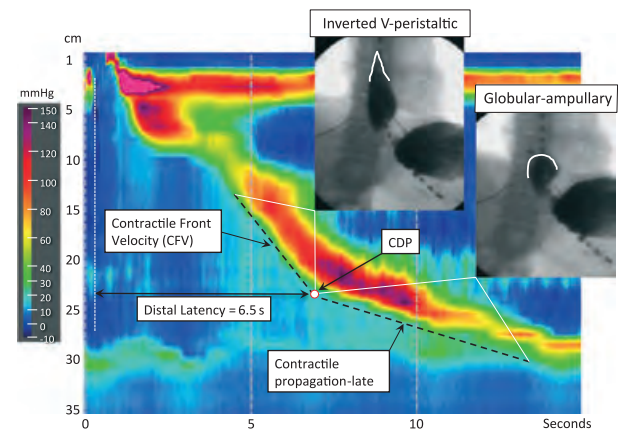 Inverted V-peristaltic
Globular-ampullary
cm
1
5
10
15
20
25
30
35
mmHg
150
140
120
100
80
60
40
30
20
10
0
-10
Contractile Front
Velocity (CFV)
CDP
Distal Latency = 6.5 s
Contractile
propagation-late
0
5
10
Seconds